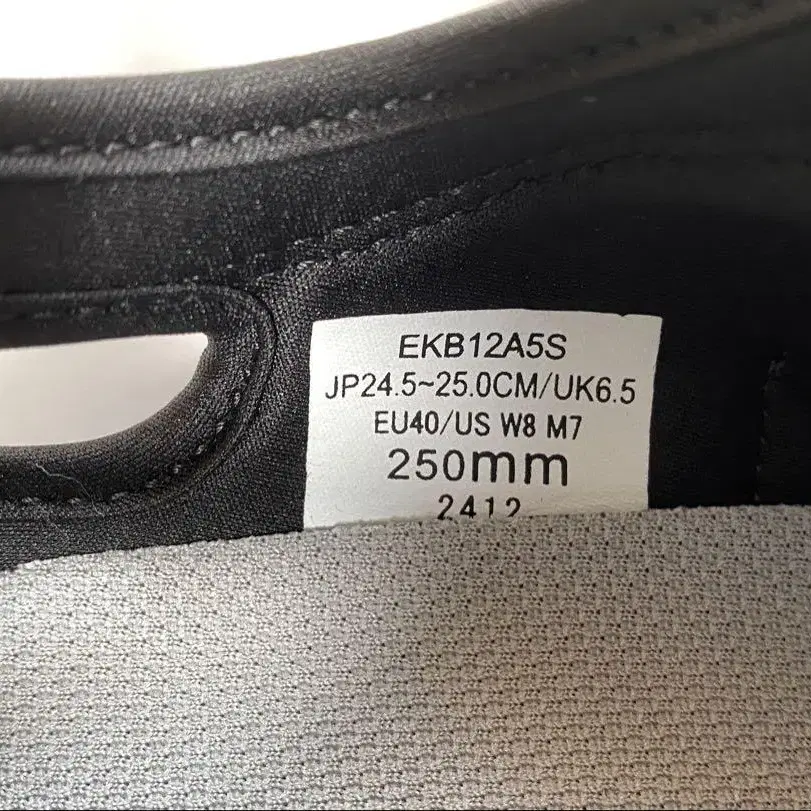 EKB12A5S
JP24.5~25.0CM/UK6.5
EU40/US W8 M7
250mm
2412